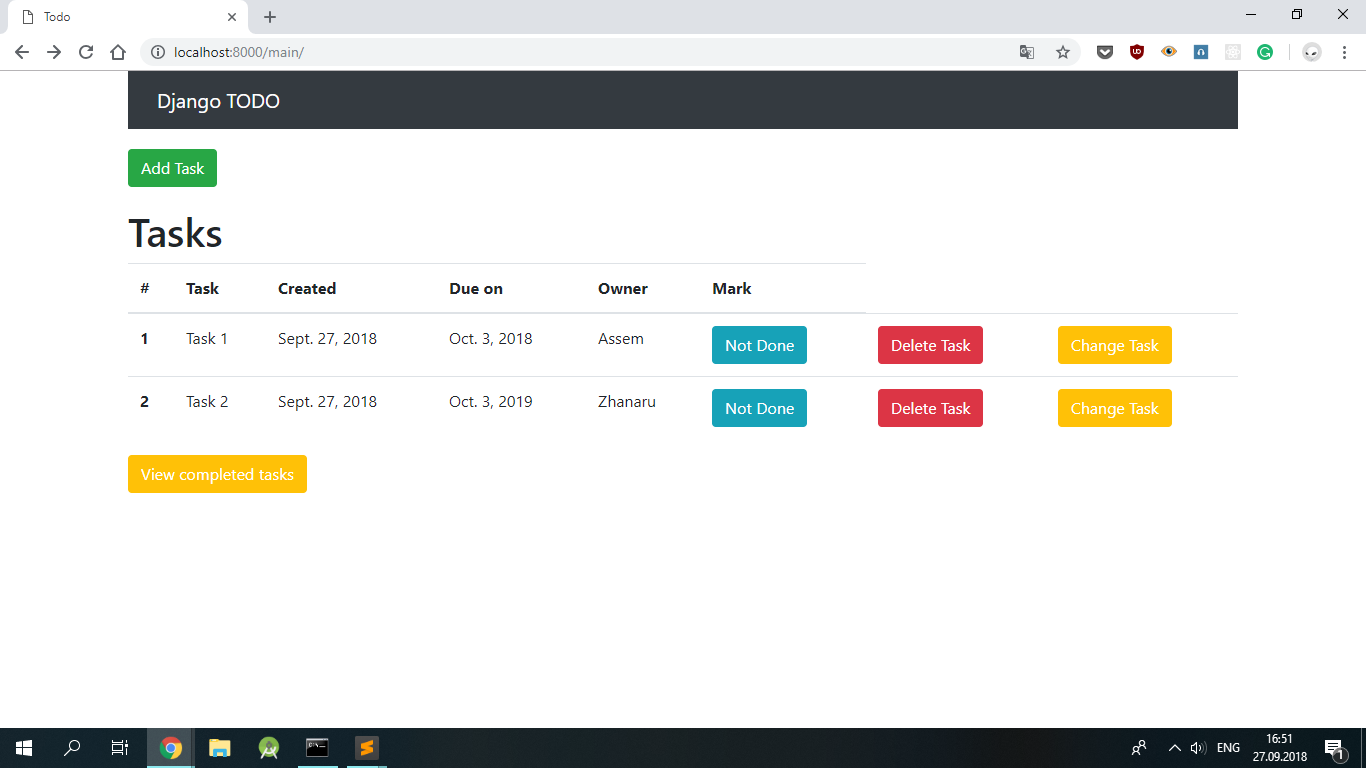 Todo
localhost:8000/main/
Django TODO
Add Task
Tasks
# Task Created Due on Owner Mark
1 Task 1 Sept. 27, 2018 Oct. 3, 2018 Assem Not Done Delete Task Change Task
2 Task 2 Sept. 27, 2018 Oct. 3, 2019 Zhanaru Not Done Delete Task Change Task
View completed tasks
ENG
16:51
27.09.2018
1